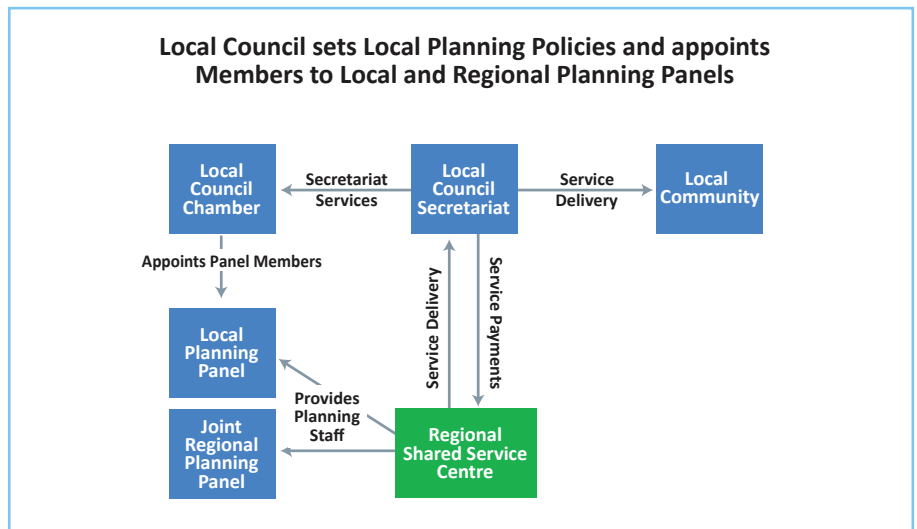 Local Council sets Local Planning Policies and appoints
Members to Local and Regional Planning Panels
Local
Council
Chamber
Secretariat
Services
Local
Council
Secretariat
Service
Delivery
Local
Community
Appoints Panel Members
Service Delivery
Service Payments
Local
Planning
Panel
Provides
Planning
Staff
Joint
Regional
Planning
Panel
Regional
Shared Service
Centre